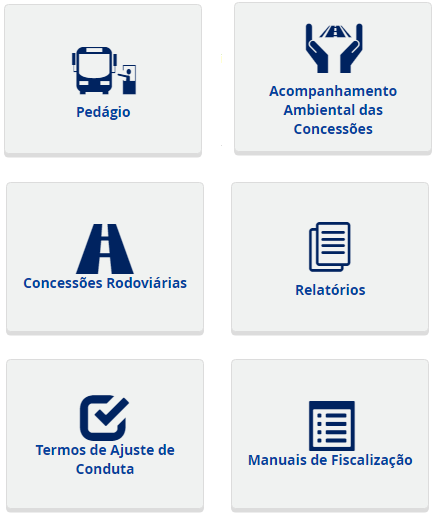 Pedágio
Acompanhamento
Ambiental das
Concessões
Concessões Rodoviárias
Relatórios
Termos de Ajuste de
Conduta
Manuais de Fiscalização